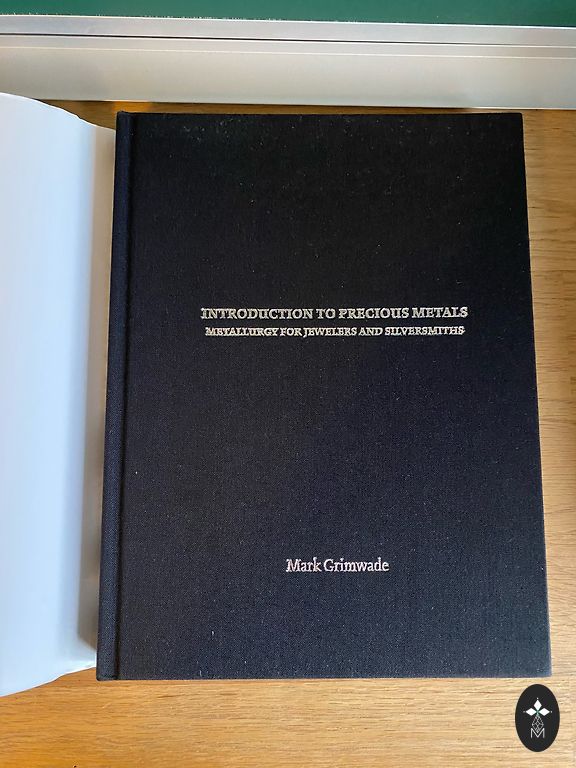 INTRODUCTION TO PRECIOUS METALS
METALLURGY FOR JEWELERS AND SILVERSMITHS
Mark Grimwade
M